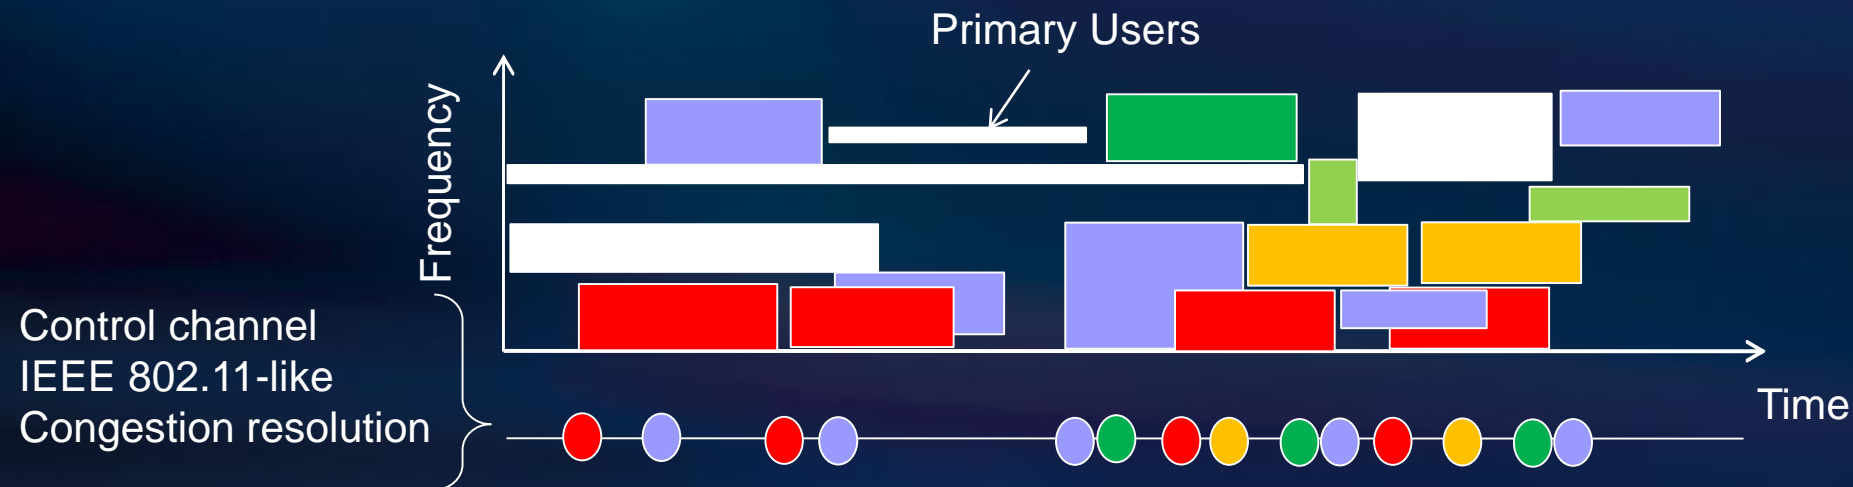 Primary Users
Frequency
Control channel
IEEE 802.11-like
Congestion resolution
Time